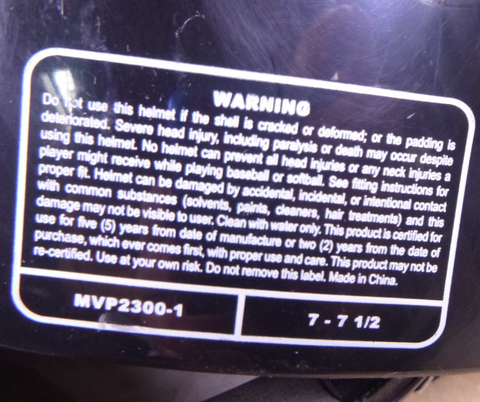 WARNING
Do not use this helmet if the shell is cracked or deformed; or the padding is
deteriorated. Severe head injury, including paralysis or death may occur despite
using this helmet. No helmet can prevent all head injuries or any neck injuries a
player might receive while playing baseball or softball. See fitting instructions for
proper fit. Helmet can be damaged by accidental, incidental, or intentional contact
with common substances (solvents, paints, cleaners, hair treatments) and this
damage may not be visible to user. Clean with water only. This product is certified for
use for five (5) years from date of manufacture or two (2) years from the date of
purchase, which ever comes first, with proper use and care. This product may not be
re-certified. Use at your own risk. Do not remove this label. Made in China.
MVP2300-1
7 - 7 1/2